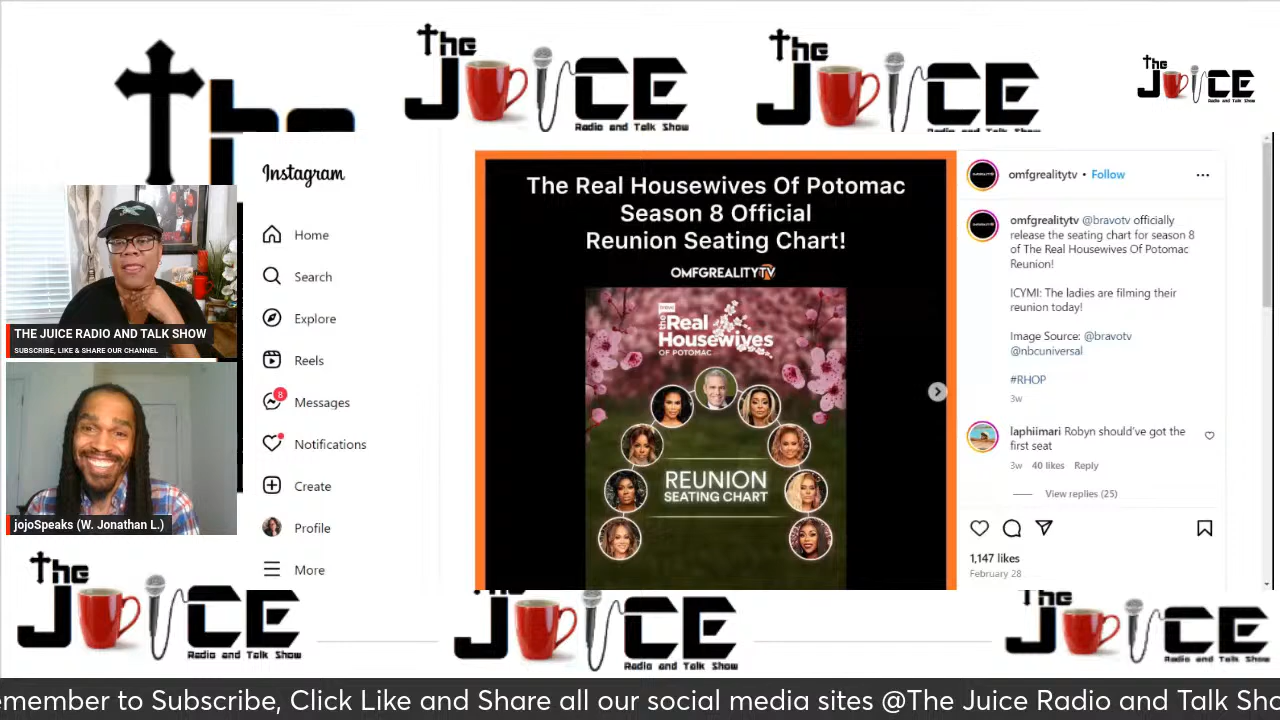 The
JUICE
Radio and Talk Show
The
JUICE
Radio and Talk Show
The
JUICE
Radio and Talk Show
The
Instagram
Home
Search
Explore
Reels
8
Messages
Notifications
Create
Profile
More
THE JUICE RADIO AND TALK SHOW
SUBSCRIBE, LIKE & SHARE OUR CHANNEL
jojoSpeaks (W. Jonathan L.)
The Real Housewives Of Potomac
Season 8 Official
Reunion Seating Chart!
OMFGREALITYTV
the Real
Housewives
OF POTOMAC
REUNION
SEATING CHART
omfgrealitytv • Follow
omfgrealitytv @bravotv officially
release the seating chart for season 8
of The Real Housewives Of Potomac
Reunion!
ICYMI: The ladies are filming their
reunion today!
Image Source: @bravotv
@nbcuniversal
#RHOP
3w
laphiimari Robyn should've got the
first seat
3w 40 likes Reply
View replies (25)
1,147 likes
February 28
The
JUICE
Radio and Talk Show
The
JUICE
Radio and Talk Show
The
JUICE
Radio and Talk Show
emember to Subscribe, Click Like and Share all our social media sites @The Juice Radio and Talk Sho